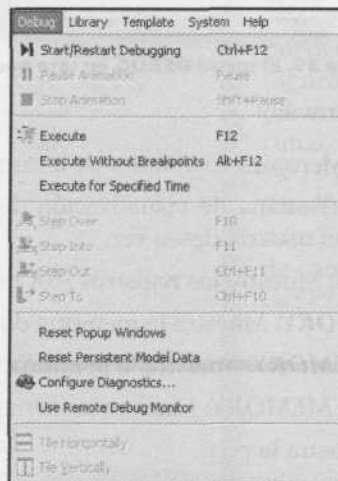 Debug Library Template System Help
Start/Restart Debugging Ctrl+F12
Pause Animation Pause
Stop Animation Shift+Pause
Execute F12
Execute Without Breakpoints Alt+F12
Execute for Specified Time
Step Over F10
Step Into F11
Step Out Ctrl+F11
Step To Ctrl+F10
Reset Popup Windows
Reset Persistent Model Data
Configure Diagnostics...
Use Remote Debug Monitor
Tile Horizontally
Tile Vertically